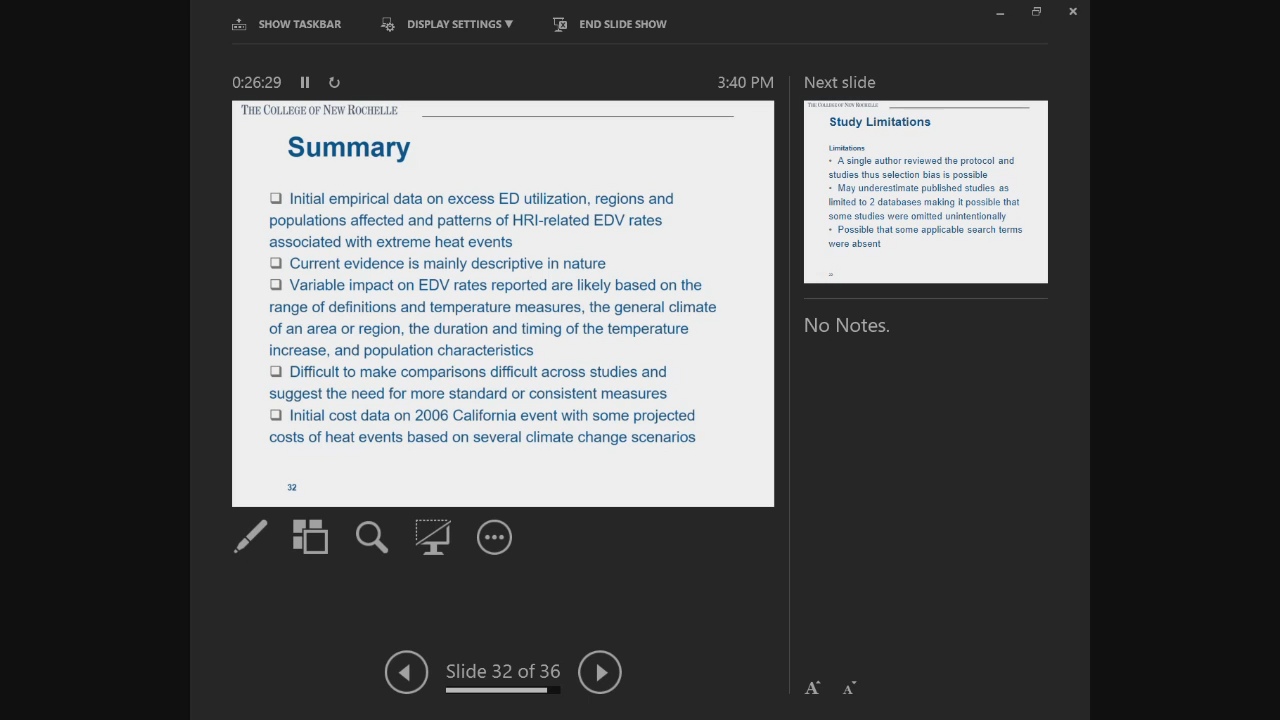 SHOW TASKBAR DISPLAY SETTINGS ▼ END SLIDE SHOW
0:26:29 3:40 PM
THE COLLEGE OF NEW ROCHELLE
Summary
❑ Initial empirical data on excess ED utilization, regions and
populations affected and patterns of HRI-related EDV rates
associated with extreme heat events
❑ Current evidence is mainly descriptive in nature
❑ Variable impact on EDV rates reported are likely based on the
range of definitions and temperature measures, the general climate
of an area or region, the duration and timing of the temperature
increase, and population characteristics
❑ Difficult to make comparisons difficult across studies and
suggest the need for more standard or consistent measures
❑ Initial cost data on 2006 California event with some projected
costs of heat events based on several climate change scenarios
32
Slide 32 of 36
Next slide
THE COLLEGE OF NEW ROCHELLE
Study Limitations
Limitations
• A single author reviewed the protocol and
studies thus selection bias is possible
• May underestimate published studies as
limited to 2 databases making it possible that
some studies were omitted unintentionally
• Possible that some applicable search terms
were absent
No Notes.
A A